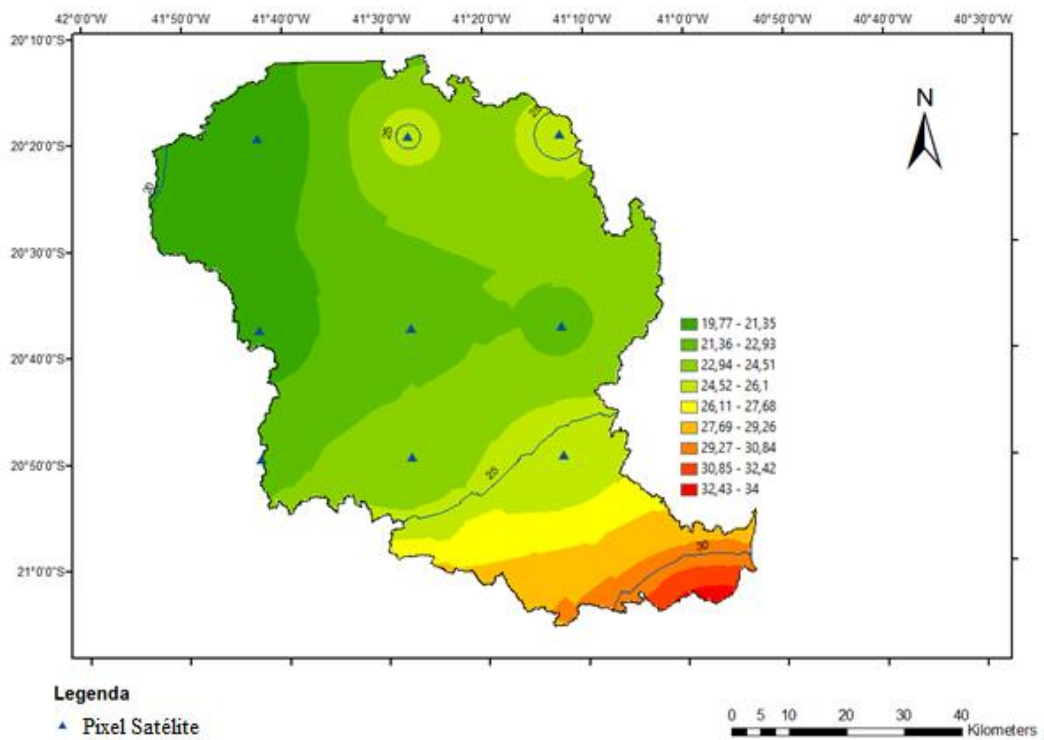 42°0'0"W 41°50'0"W 41°40'0"W 41°30'0"W 41°20'0"W 41°10'0"W 41°0'0"W 40°50'0"W 40°40'0"W 40°30'0"W
20°10'0"S
20°20'0"S
20°30'0"S
20°40'0"S
20°50'0"S
21°0'0"S
N
25
25
20
25
30
19,77 - 21,35
21,36 - 22,93
22,94 - 24,51
24,52 - 26,1
26,11 - 27,68
27,69 - 29,26
29,27 - 30,84
30,85 - 32,42
32,43 - 34
Legenda
Pixel Satélite
0 5 10 20 30 40
Kilometers